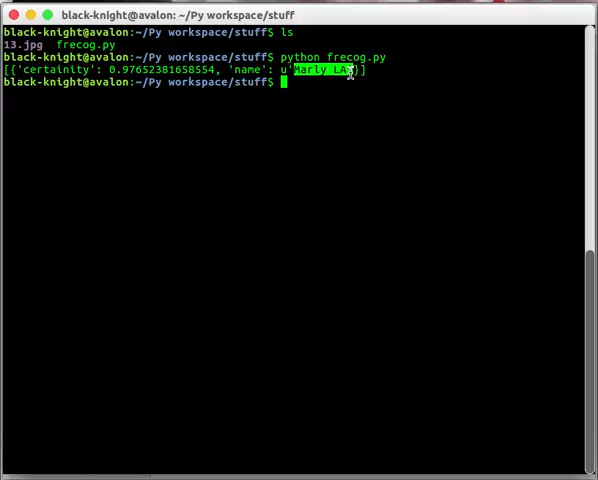 black-knight@avalon: ~/Py workspace/stuff
black-knight@avalon:~/Py workspace/stuff$ ls
13.jpg  frecog.py
black-knight@avalon:~/Py workspace/stuff$ python frecog.py
[{'certainity': 0.97652381658554, 'name': u'Marly LA'}]
black-knight@avalon:~/Py workspace/stuff$